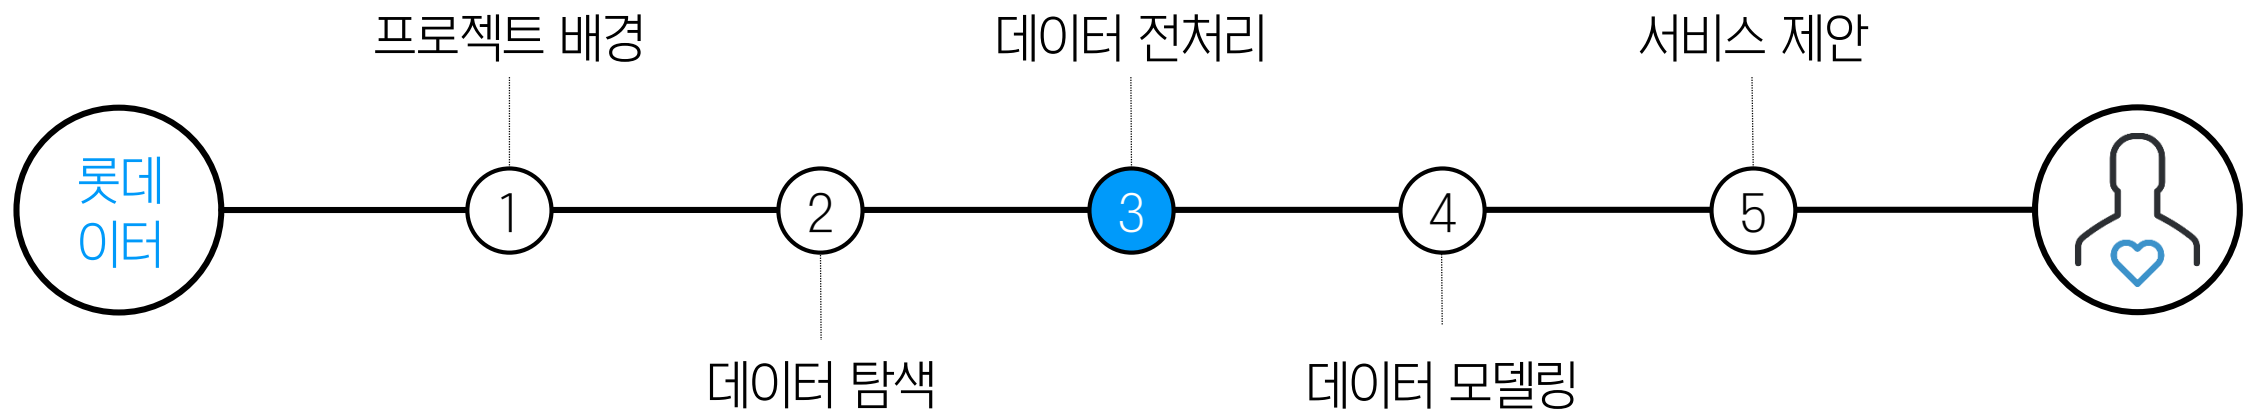 프로젝트 배경
데이터 전처리
서비스 제안
롯데
이터
1
2
3
4
5
데이터 탐색
데이터 모델링